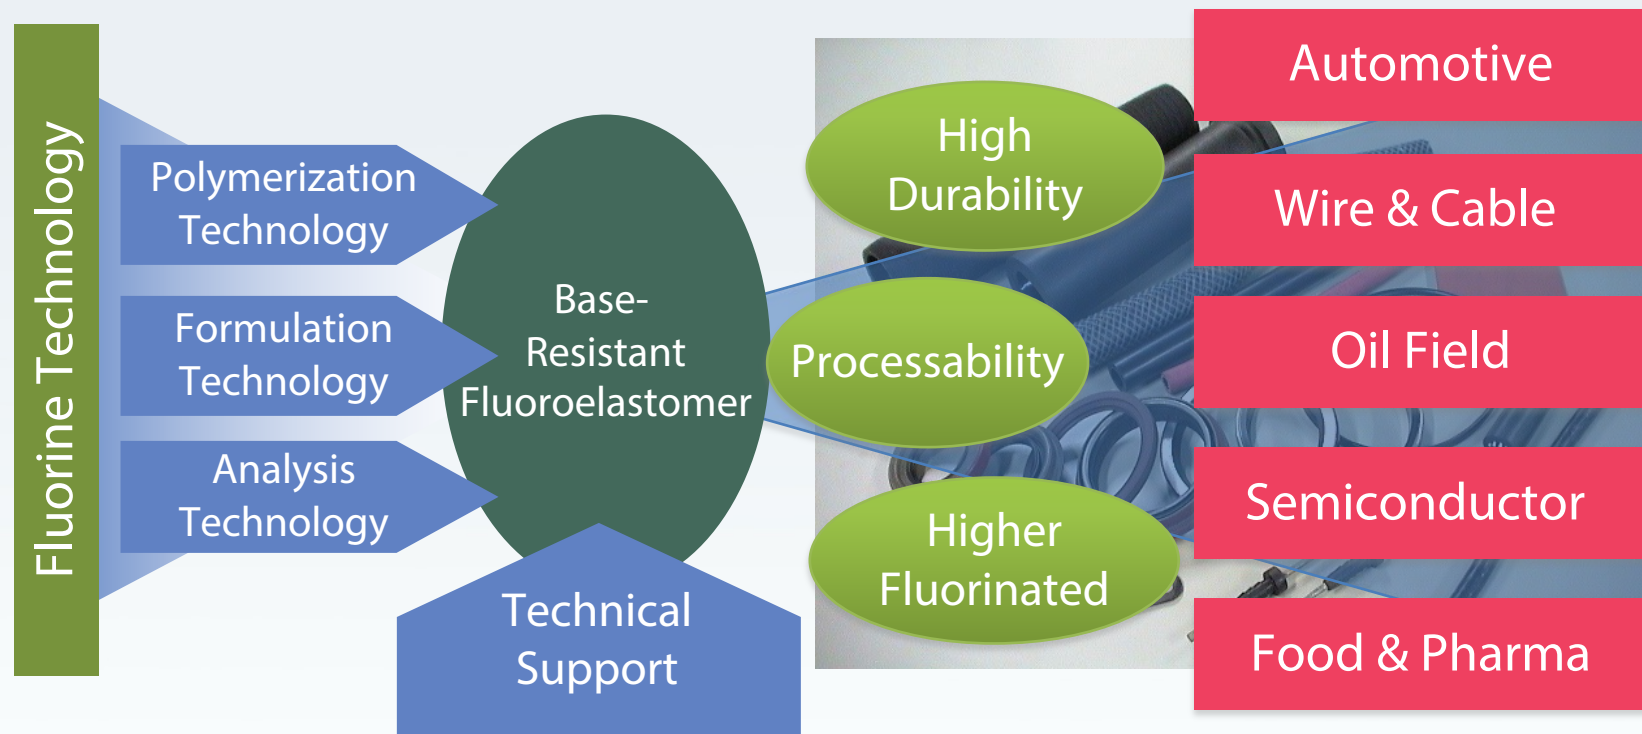 Fluorine Technology
Polymerization
Technology
Formulation
Technology
Analysis
Technology
Base-
Resistant
Fluoroelastomer
Technical
Support
High
Durability
Processability
Higher
Fluorinated
Automotive
Wire & Cable
Oil Field
Semiconductor
Food & Pharma